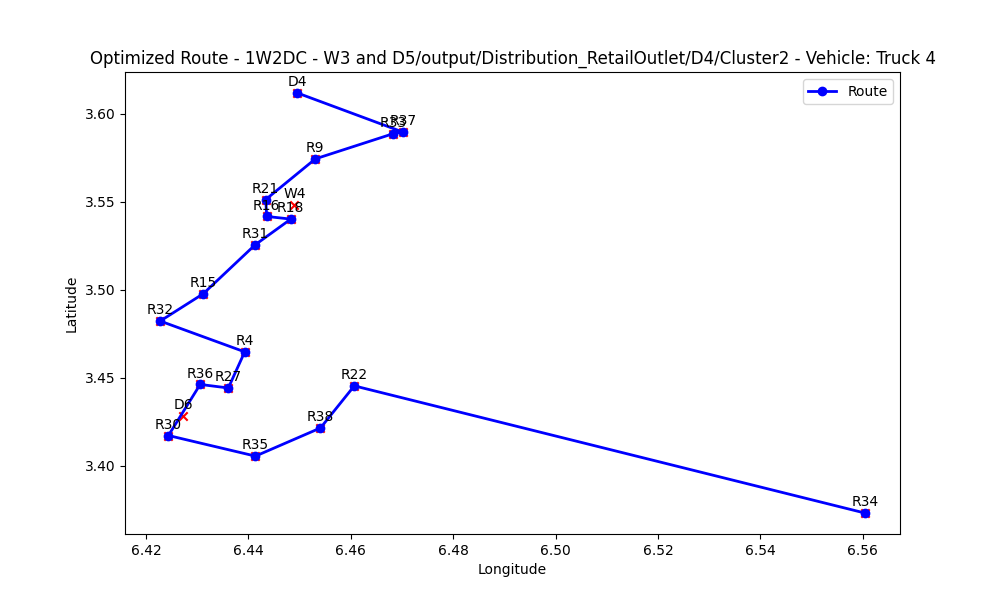 Optimized Route - 1W2DC - W3 and D5/output/Distribution_RetailOutlet/D4/Cluster2 - Vehicle: Truck 4
Route
D4
R33
R37
R9
R21
W4
R16
R18
R31
R15
R32
R4
R36
R27
R22
D6
R30
R38
R35
R34
3.60
3.55
3.50
3.45
3.40
Latitude
6.42 6.44 6.46 6.48 6.50 6.52 6.54 6.56
Longitude